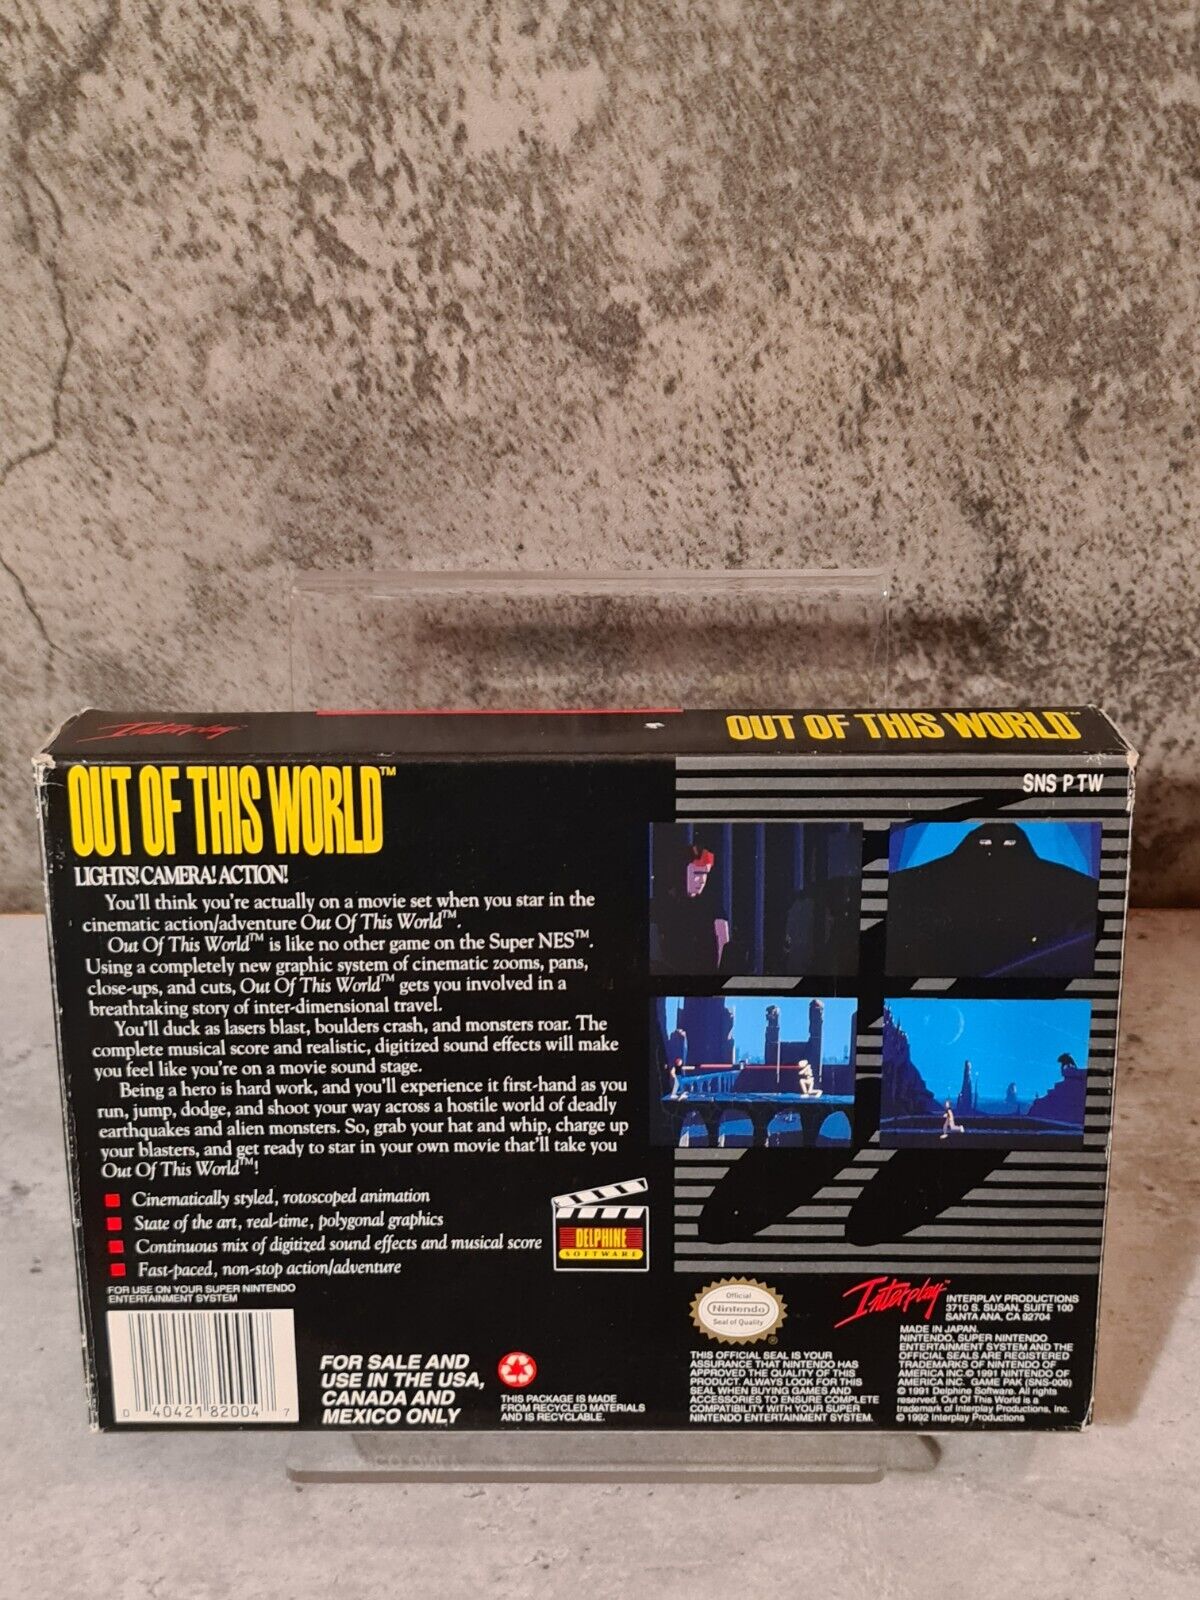 Interplay
OUT OF THIS WORLD™
OUT OF THIS WORLD™
SNS P TW
LIGHTS! CAMERA! ACTION!
You'll think you're actually on a movie set when you star in the
cinematic action/adventure Out Of This World™.
Out Of This World™ is like no other game on the Super NES™.
Using a completely new graphic system of cinematic zooms, pans,
close-ups, and cuts, Out Of This World™ gets you involved in a
breathtaking story of inter-dimensional travel.
You'll duck as lasers blast, boulders crash, and monsters roar. The
complete musical score and realistic, digitized sound effects will make
you feel like you're on a movie sound stage.
Being a hero is hard work, and you'll experience it first-hand as you
run, jump, dodge, and shoot your way across a hostile world of deadly
earthquakes and alien monsters. So, grab your hat and whip, charge up
your blasters, and get ready to star in your own movie that'll take you
Out Of This World™!
Cinematically styled, rotoscoped animation
State of the art, real-time, polygonal graphics
Continuous mix of digitized sound effects and musical score
Fast-paced, non-stop action/adventure
DELPHINE
SOFTWARE
FOR USE ON YOUR SUPER NINTENDO
ENTERTAINMENT SYSTEM
0 40421 82004 7
FOR SALE AND
USE IN THE USA,
CANADA AND
MEXICO ONLY
THIS PACKAGE IS MADE
FROM RECYCLED MATERIALS
AND IS RECYCLABLE.
Official
Nintendo
Seal of Quality
®
THIS OFFICIAL SEAL IS YOUR
ASSURANCE THAT NINTENDO HAS
APPROVED THE QUALITY OF THIS
PRODUCT. ALWAYS LOOK FOR THIS
SEAL WHEN BUYING GAMES AND
ACCESSORIES TO ENSURE COMPLETE
COMPATIBILITY WITH YOUR SUPER
NINTENDO ENTERTAINMENT SYSTEM.
Interplay™
INTERPLAY PRODUCTIONS
3710 S. SUSAN, SUITE 100
SANTA ANA, CA 92704
MADE IN JAPAN.
NINTENDO, SUPER NINTENDO
ENTERTAINMENT SYSTEM AND THE
OFFICIAL SEALS ARE REGISTERED
TRADEMARKS OF NINTENDO OF
AMERICA INC. © 1991 NINTENDO OF
AMERICA INC. GAME PAK (SNS-006)
© 1991 Delphine Software. All rights
reserved. Out Of This World is a
trademark of Interplay Productions, Inc.
© 1992 Interplay Productions